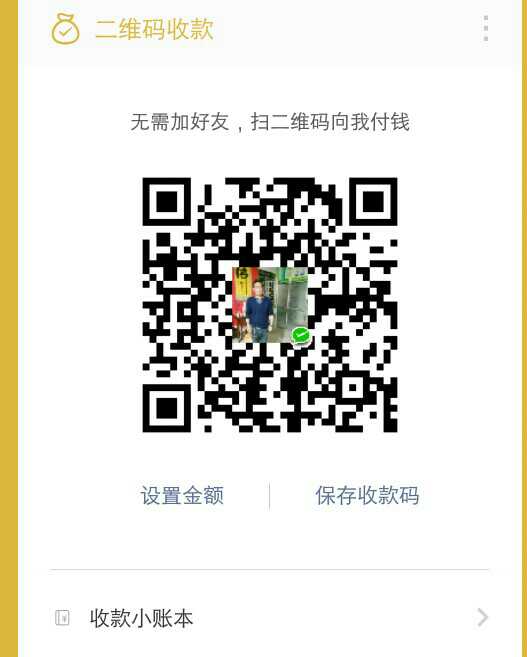 二维码收款
无需加好友，扫二维码向我付钱
设置金额
保存收款码
收款小账本